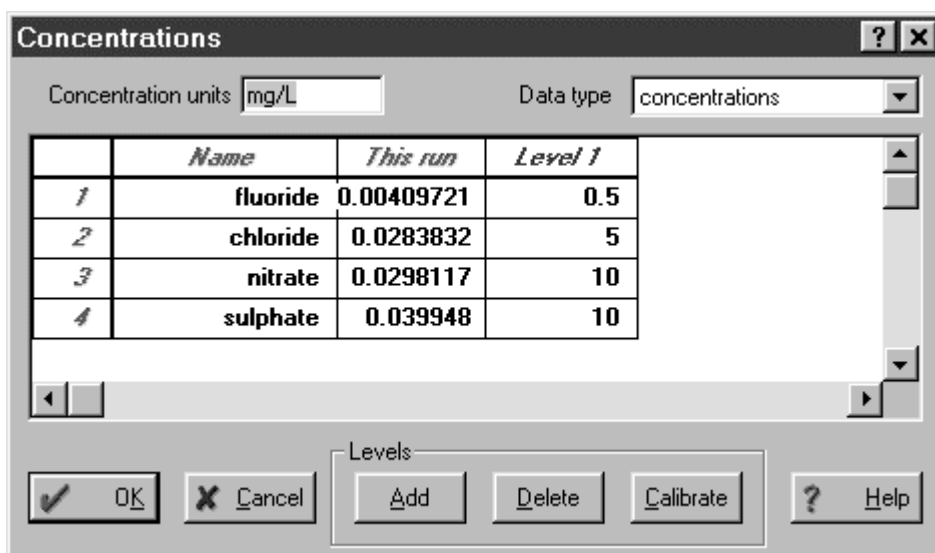 Concentrations ? X
Concentration units mg/L Data type concentrations
Name This run Level 1
1 fluoride 0.00409721 0.5
2 chloride 0.0283832 5
3 nitrate 0.0298117 10
4 sulphate 0.039948 10
Levels
OK Cancel Add Delete Calibrate ? Help